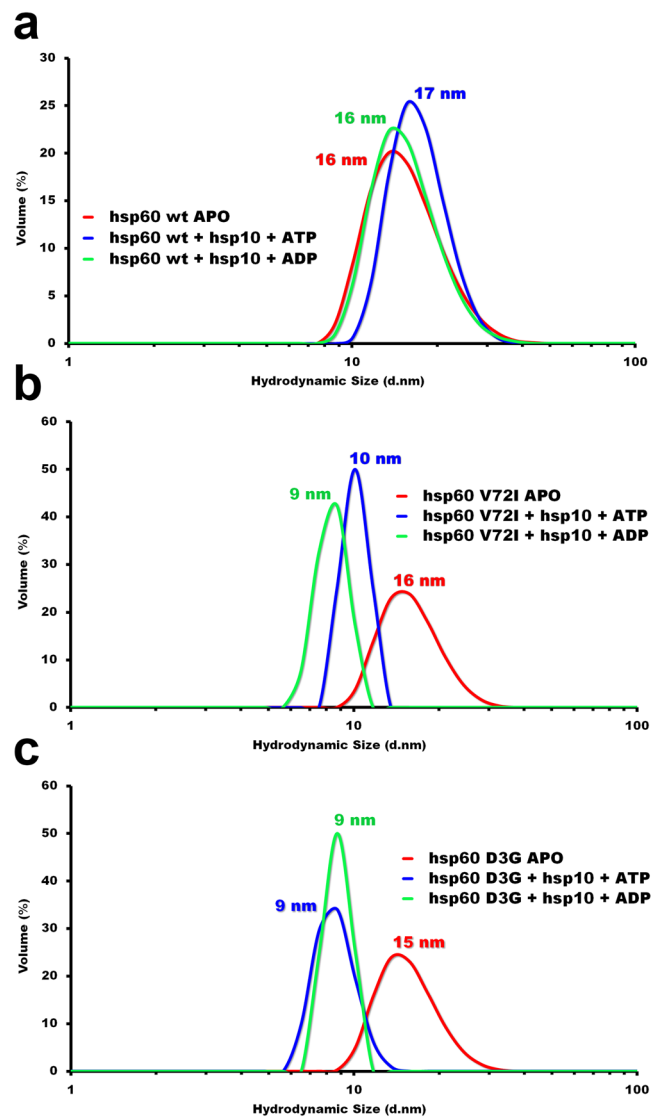 a
30
25
20
15
10
5
0
Volume (%)
17 nm
16 nm
16 nm
hsp60 wt APO
hsp60 wt + hsp10 + ATP
hsp60 wt + hsp10 + ADP
1 10 100
Hydrodynamic Size (d.nm)
b
60
50
40
30
20
10
0
Volume (%)
10 nm
9 nm
16 nm
hsp60 V72I APO
hsp60 V72I + hsp10 + ATP
hsp60 V72I + hsp10 + ADP
1 10 100
Hydrodynamic Size (d.nm)
c
60
50
40
30
20
10
0
Volume (%)
9 nm
9 nm
15 nm
hsp60 D3G APO
hsp60 D3G + hsp10 + ATP
hsp60 D3G + hsp10 + ADP
1 10 100
Hydrodynamic Size (d.nm)